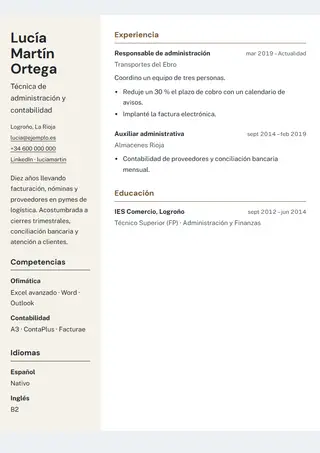 Lucía
Martín
Ortega
Técnica de
administración y
contabilidad
Logroño, La Rioja
lucia@ejemplo.es
+34 600 000 000
LinkedIn · luciamartin
Diez años llevando
facturación, nóminas y
proveedores en pymes de
logística. Acostumbrada a
cierres trimestrales,
conciliación bancaria y
atención a clientes.
Competencias
Ofimática
Excel avanzado · Word ·
Outlook
Contabilidad
A3 · ContaPlus · Facturae
Idiomas
Español
Nativo
Inglés
B2
Experiencia
Responsable de administración mar 2019 - Actualidad
Transportes del Ebro
Coordino un equipo de tres personas.
• Reduje un 30 % el plazo de cobro con un calendario de
avisos.
• Implanté la factura electrónica.
Auxiliar administrativa sept 2014 - feb 2019
Almacenes Rioja
• Contabilidad de proveedores y conciliación bancaria
mensual.
Educación
IES Comercio, Logroño sept 2012 - jun 2014
Técnico Superior (FP) · Administración y Finanzas